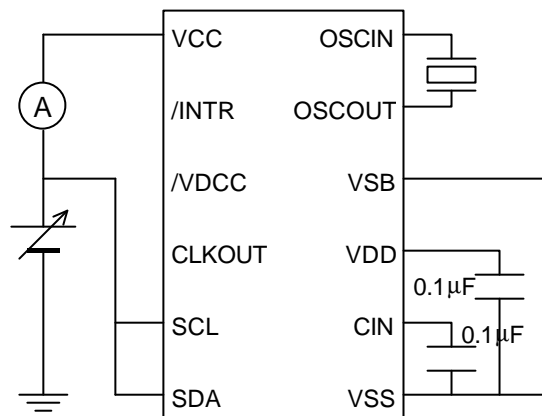 VCC OSCIN
A
/INTR OSCOUT
/VDCC VSB
CLKOUT VDD
0.1μF
SCL CIN
0.1μF
SDA VSS